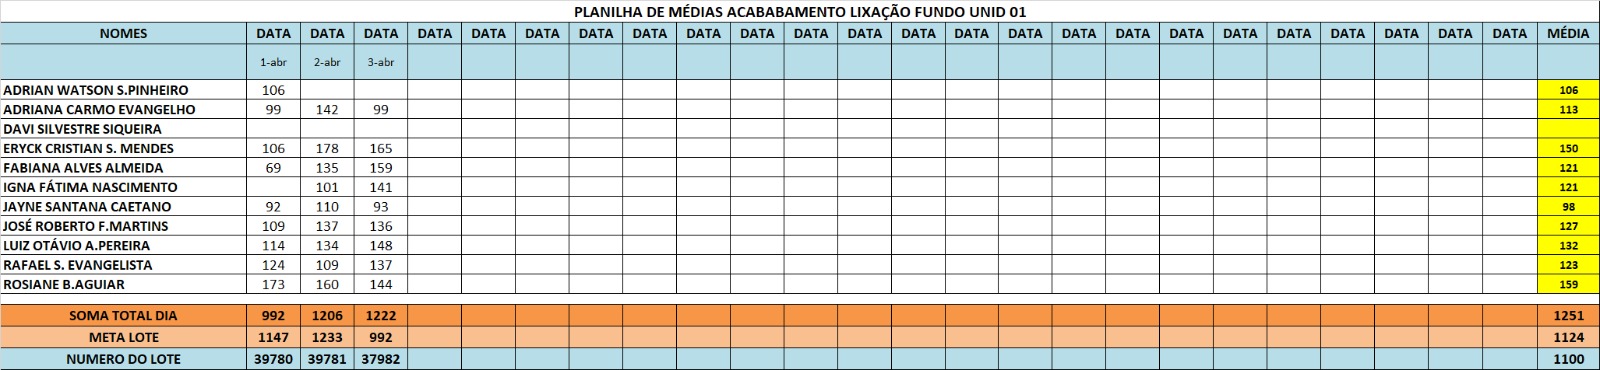 PLANILHA DE MÉDIAS ACABABAMENTO LIXAÇÃO FUNDO UNID 01
NOMES DATA DATA DATA DATA DATA DATA DATA DATA DATA DATA DATA DATA DATA DATA DATA DATA DATA DATA DATA DATA DATA DATA DATA DATA MÉDIA
1-abr 2-abr 3-abr
ADRIAN WATSON S.PINHEIRO 106 106
ADRIANA CARMO EVANGELHO 99 142 99 113
DAVI SILVESTRE SIQUEIRA
ERYCK CRISTIAN S. MENDES 106 178 165 150
FABIANA ALVES ALMEIDA 69 135 159 121
IGNA FÁTIMA NASCIMENTO 101 141 121
JAYNE SANTANA CAETANO 92 110 93 98
JOSÉ ROBERTO F.MARTINS 109 137 136 127
LUIZ OTÁVIO A.PEREIRA 114 134 148 132
RAFAEL S. EVANGELISTA 124 109 137 123
ROSIANE B.AGUIAR 173 160 144 159
SOMA TOTAL DIA 992 1206 1222 1251
META LOTE 1147 1233 992 1124
NUMERO DO LOTE 39780 39781 37982 1100